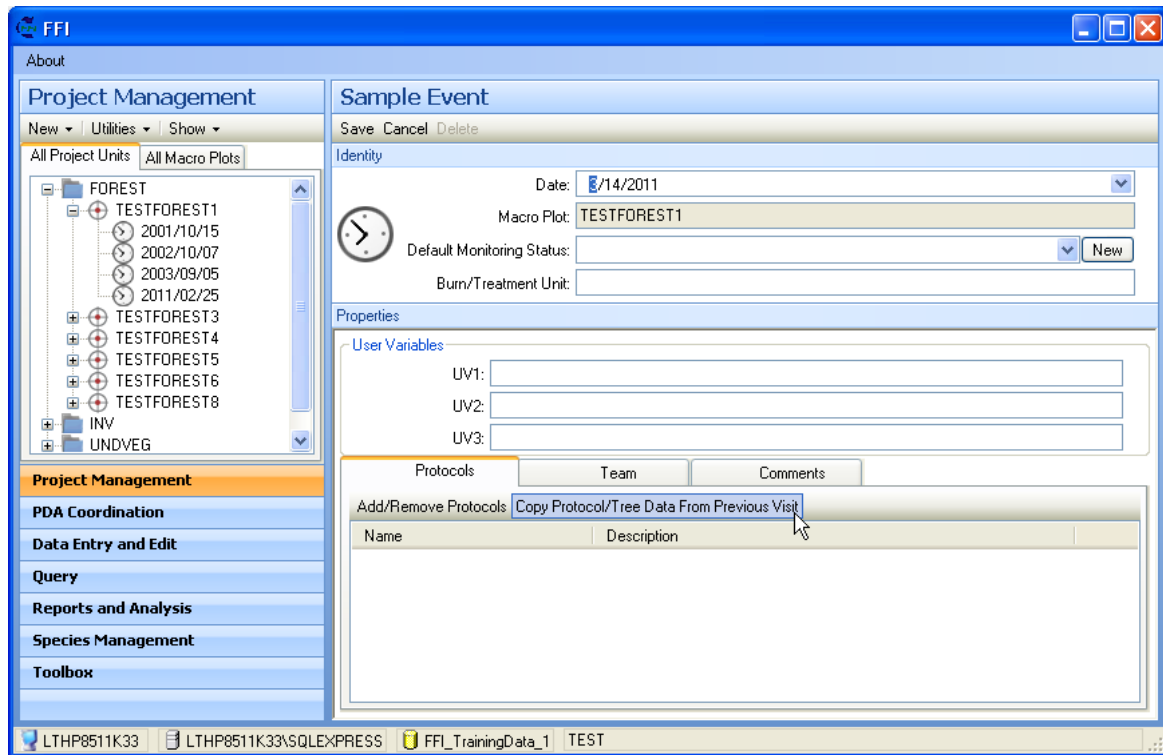 FFI
About
Project Management
New Utilities Show
All Project Units All Macro Plots
FOREST
TESTFOREST1
2001/10/15
2002/10/07
2003/09/05
2011/02/25
TESTFOREST3
TESTFOREST4
TESTFOREST5
TESTFOREST6
TESTFOREST8
INV
UNDVEG
Project Management
PDA Coordination
Data Entry and Edit
Query
Reports and Analysis
Species Management
Toolbox
Sample Event
Save Cancel Delete
Identity
Date: 3/14/2011
Macro Plot: TESTFOREST1
Default Monitoring Status: New
Burn/Treatment Unit:
Properties
User Variables
UV1:
UV2:
UV3:
Protocols Team Comments
Add/Remove Protocols Copy Protocol/Tree Data From Previous Visit
Name Description
LTHP8511K33 LTHP8511K33\SQLEXPRESS FFI_TrainingData_1 TEST